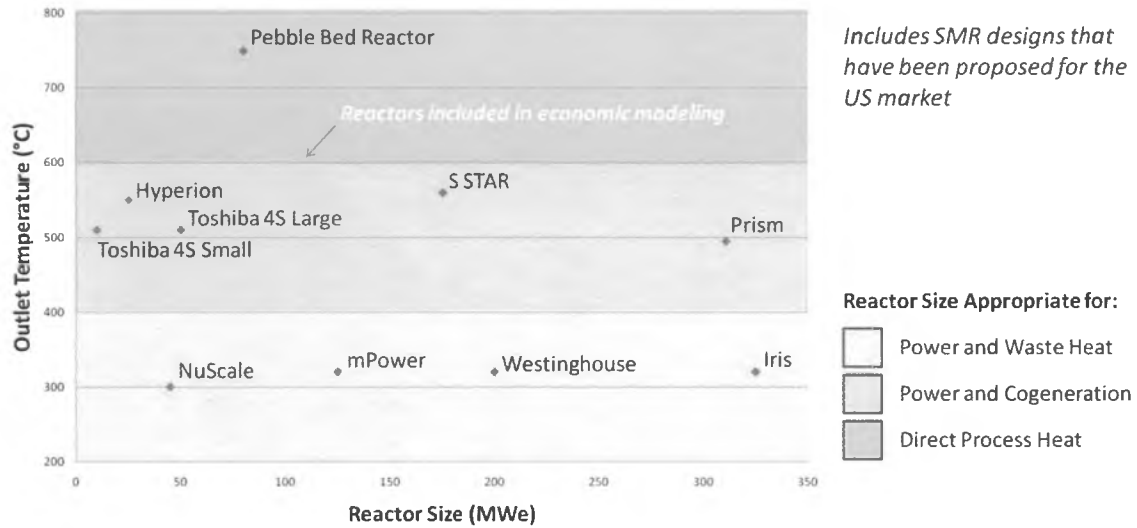 800
Pebble Bed Reactor
Includes SMR designs that
have been proposed for the
US market
700
Reactors included in economic modeling
600
S STAR
Hyperion
Toshiba 4S Large
Prism
500
Toshiba 4S Small
Outlet Temperature (°C)
400
Reactor Size Appropriate for:
Power and Waste Heat
NuScale
mPower
Westinghouse
Iris
300
Power and Cogeneration
Direct Process Heat
200
0 50 100 150 200 250 300 350
Reactor Size (MWe)